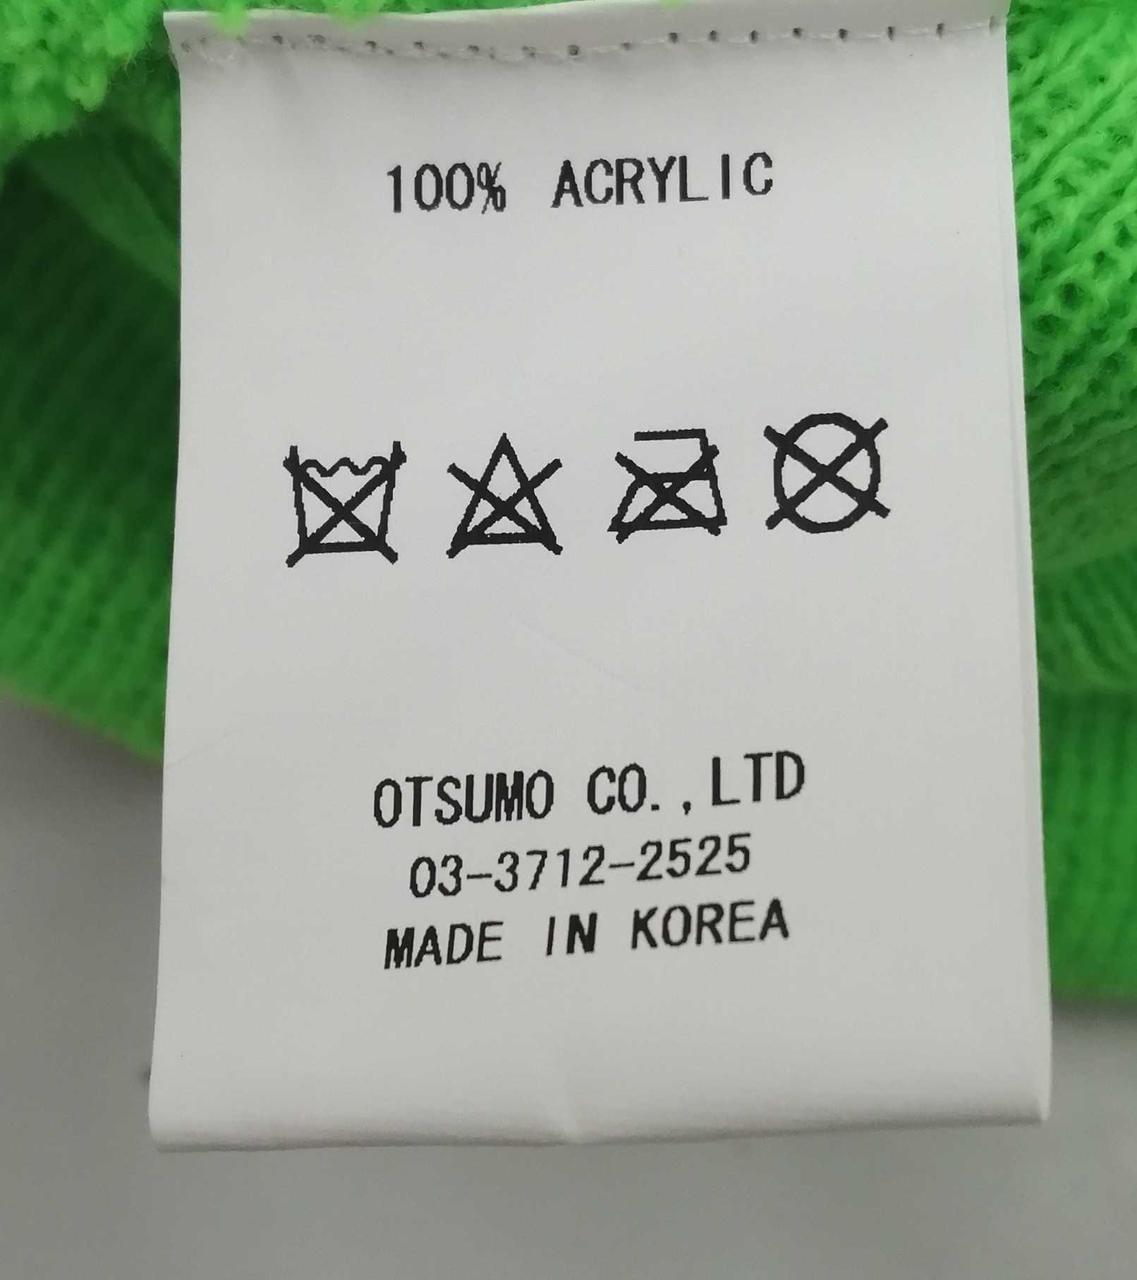 100% ACRYLIC
OTSUMO CO.,LTD
03-3712-2525
MADE IN KOREA